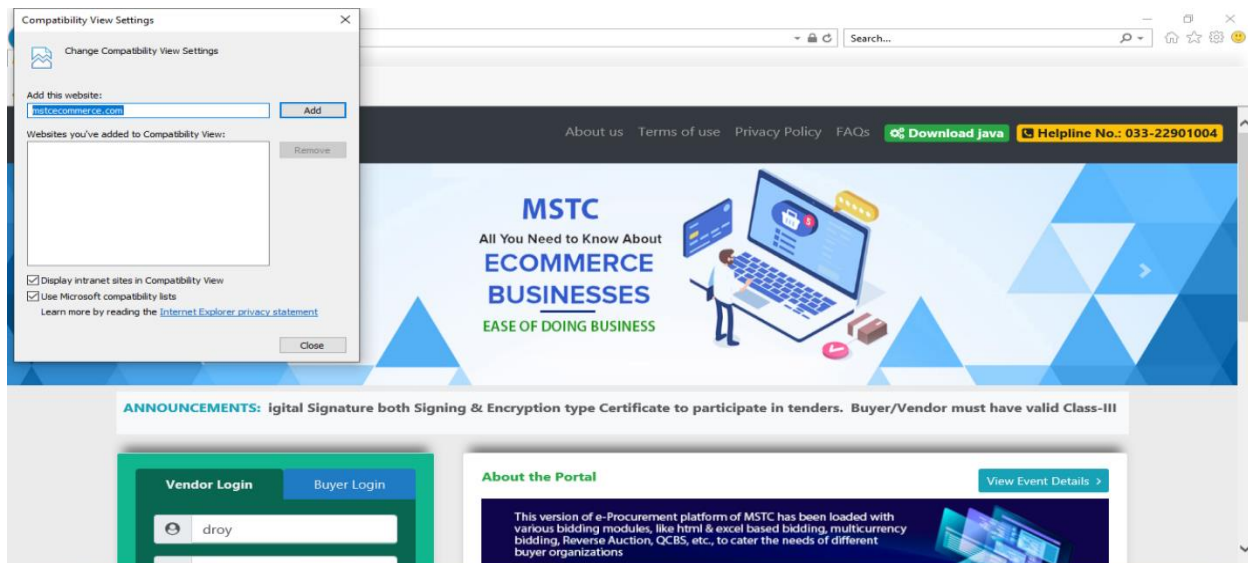 Compatibility View Settings
Change Compatibility View Settings
Add this website:
mstcecommerce.com
Add
Websites you've added to Compatibility View:
Remove
Display intranet sites in Compatibility View
Use Microsoft compatibility lists
Learn more by reading the Internet Explorer privacy statement
Close
Search...
About us Terms of use Privacy Policy FAQs Download java Helpline No.: 033-22901004
MSTC
All You Need to Know About
ECOMMERCE
BUSINESSES
EASE OF DOING BUSINESS
5
ANNOUNCEMENTS: igital Signature both Signing & Encryption type Certificate to participate in tenders. Buyer/Vendor must have valid Class-III
Vendor Login Buyer Login
droy
About the Portal
View Event Details >
This version of e-Procurement platform of MSTC has been loaded with
various bidding modules, like html & excel based bidding, multicurrency
bidding, Reverse Auction, QCBS, etc., to cater the needs of different
buyer organizations